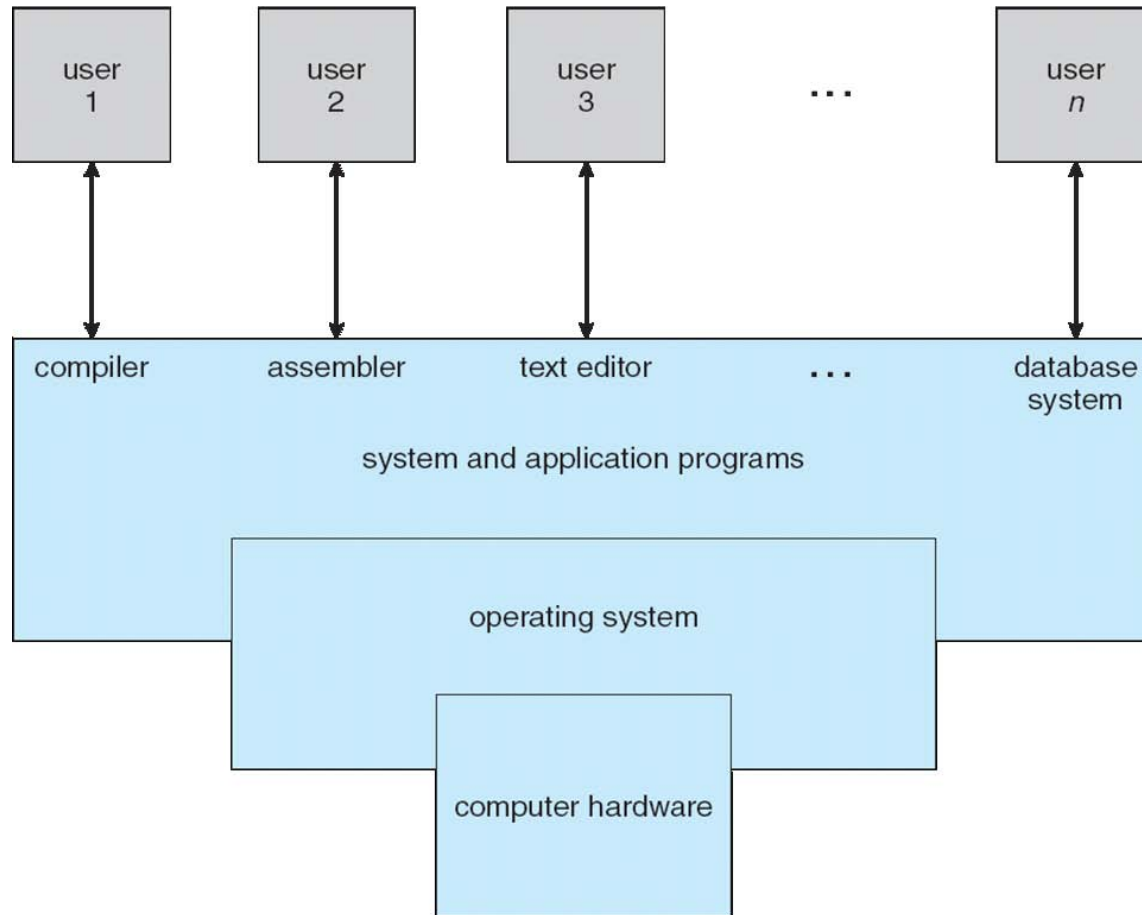 user
1
user
2
user
3
...
user
n
compiler
assembler
text editor
...
database
system
system and application programs
operating system
computer hardware